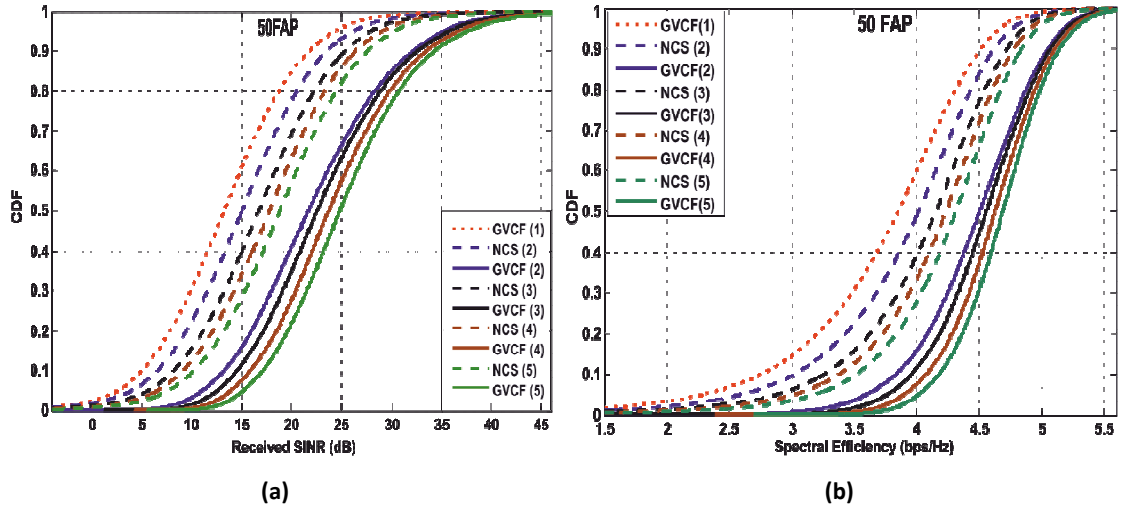 50FAP
CDF
1
0.9
0.8
0.7
0.6
0.5
0.4
0.3
0.2
0.1
0
0 5 10 15 20 25 30 35 40 45
Received SINR (dB)
GVCF (1)
NCS (2)
GVCF (2)
NCS (3)
GVCF (3)
NCS (4)
GVCF (4)
NCS (5)
GVCF (5)
(a)
50 FAP
CDF
1
0.9
0.8
0.7
0.6
0.5
0.4
0.3
0.2
0.1
0
1.5 2 2.5 3 3.5 4 4.5 5 5.5
Spectral Efficiency (bps/Hz)
GVCF(1)
NCS (2)
GVCF(2)
NCS (3)
GVCF(3)
NCS (4)
GVCF(4)
NCS (5)
GVCF(5)
(b)